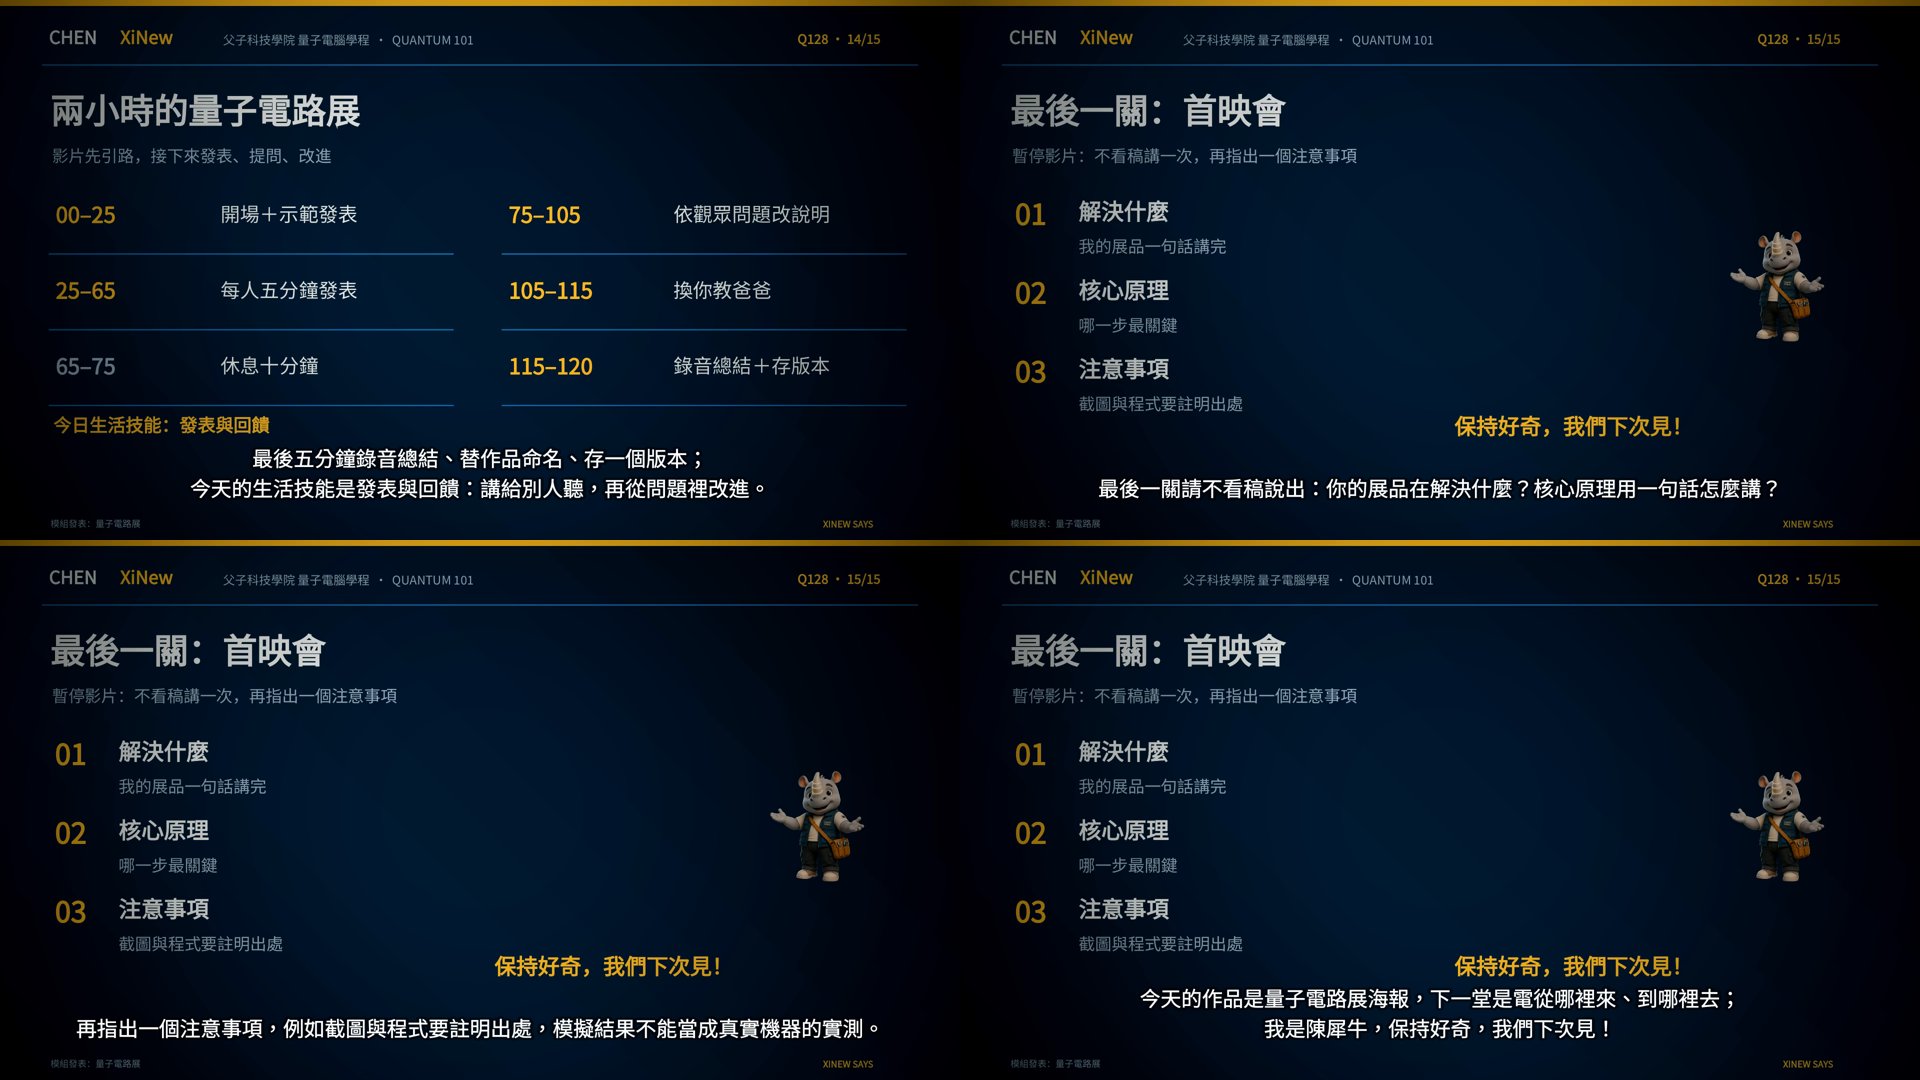 CHEN XiNew 父子科技學院 量子電腦學程 · QUANTUM 101 Q128 · 14/15
兩小時的量子電路展
影片先引路，接下來發表、提問、改進
00–25 開場＋示範發表
25–65 每人五分鐘發表
65–75 休息十分鐘
75–105 依觀眾問題改說明
105–115 換你教爸爸
115–120 錄音總結＋存版本
今日生活技能：發表與回饋
最後五分鐘錄音總結、替作品命名、存一個版本；
今天的生活技能是發表與回饋：講給別人聽，再從問題裡改進。
模組發表：量子電路展 XINEW SAYS
CHEN XiNew 父子科技學院 量子電腦學程 · QUANTUM 101 Q128 · 15/15
最後一關：首映會
暫停影片：不看稿講一次，再指出一個注意事項
01 解決什麼
我的展品一句話講完
02 核心原理
哪一步最關鍵
03 注意事項
截圖與程式要註明出處
保持好奇，我們下次見！
最後一關請不看稿說出：你的展品在解決什麼？核心原理用一句話怎麼講？
模組發表：量子電路展 XINEW SAYS
CHEN XiNew 父子科技學院 量子電腦學程 · QUANTUM 101 Q128 · 15/15
最後一關：首映會
暫停影片：不看稿講一次，再指出一個注意事項
01 解決什麼
我的展品一句話講完
02 核心原理
哪一步最關鍵
03 注意事項
截圖與程式要註明出處
保持好奇，我們下次見！
再指出一個注意事項，例如截圖與程式要註明出處，模擬結果不能當成真實機器的實測。
模組發表：量子電路展 XINEW SAYS
CHEN XiNew 父子科技學院 量子電腦學程 · QUANTUM 101 Q128 · 15/15
最後一關：首映會
暫停影片：不看稿講一次，再指出一個注意事項
01 解決什麼
我的展品一句話講完
02 核心原理
哪一步最關鍵
03 注意事項
截圖與程式要註明出處
保持好奇，我們下次見！
今天的作品是量子電路展海報，下一堂是電從哪裡來、到哪裡去；
我是陳犀牛，保持好奇，我們下次見！
模組發表：量子電路展 XINEW SAYS